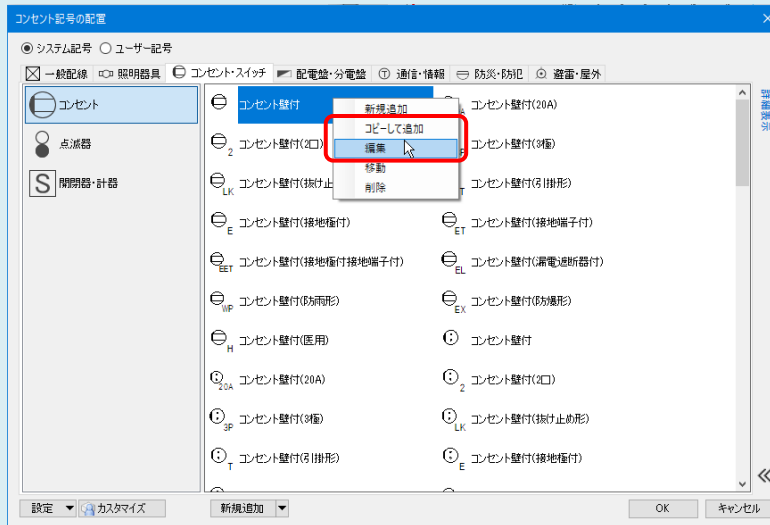 コンセント記号の配置
システム記号 ユーザー記号
一般配線 照明器具 コンセント・スイッチ 配電盤・分電盤 通信・情報 防災・防犯 避雷・屋外
コンセント
点滅器
S 開閉器・計器
コンセント壁付
コンセント壁付(20A)
2 コンセント壁付(2口)
コンセント壁付(3極)
LK コンセント壁付(抜け止
T コンセント壁付(引掛形)
E コンセント壁付(接地極付)
ET コンセント壁付(接地端子付)
EET コンセント壁付(接地極付接地端子付)
EL コンセント壁付(漏電遮断器付)
WP コンセント壁付(防雨形)
EX コンセント壁付(防爆形)
H コンセント壁付(医用)
コンセント壁付
20A コンセント壁付(20A)
2 コンセント壁付(2口)
3P コンセント壁付(3極)
LK コンセント壁付(抜け止め形)
T コンセント壁付(引掛形)
E コンセント壁付(接地極付)
新規追加
コピーして追加
編集
移動
削除
詳細表示
設定 カスタマイズ 新規追加 OK キャンセル